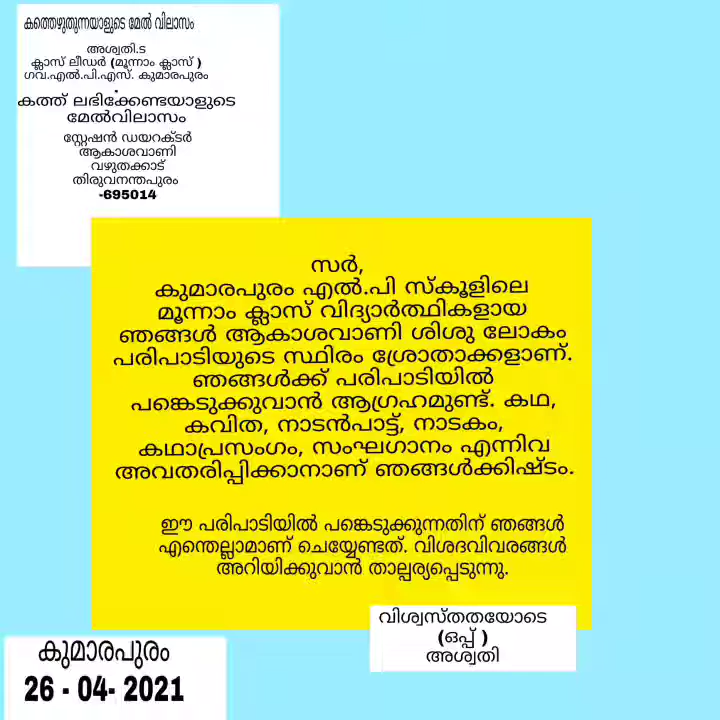 കത്തെഴുതുന്നയാളുടെ മേൽ വിലാസം
അശ്വതി.ട
ക്ലാസ് ലീഡർ (മൂന്നാം ക്ലാസ് )
ഗവ.എൽ.പി.എസ്. കുമാരപുരം
കത്ത് ലഭിക്കേണ്ടയാളുടെ
മേൽവിലാസം
സ്റ്റേഷൻ ഡയറക്ടർ
ആകാശവാണി
വഴുതക്കാട്
തിരുവനന്തപുരം
-695014
സർ,
കുമാരപുരം എൽ.പി സ്കൂളിലെ
മൂന്നാം ക്ലാസ് വിദ്യാർത്ഥികളായ
ഞങ്ങൾ ആകാശവാണി ശിശു ലോകം
പരിപാടിയുടെ സ്ഥിരം ശ്രോതാക്കളാണ്.
ഞങ്ങൾക്ക് പരിപാടിയിൽ
പങ്കെടുക്കുവാൻ ആഗ്രഹമുണ്ട്. കഥ,
കവിത, നാടൻപാട്ട്, നാടകം,
കഥാപ്രസംഗം, സംഘഗാനം എന്നിവ
അവതരിപ്പിക്കാനാണ് ഞങ്ങൾക്കിഷ്ടം.
ഈ പരിപാടിയിൽ പങ്കെടുക്കുന്നതിന് ഞങ്ങൾ
എന്തെല്ലാമാണ് ചെയ്യേണ്ടത്. വിശദവിവരങ്ങൾ
അറിയിക്കുവാൻ താല്പര്യപ്പെടുന്നു.
വിശ്വസ്തതയോടെ
(ഒപ്പ് )
അശ്വതി
കുമാരപുരം
26 - 04- 2021